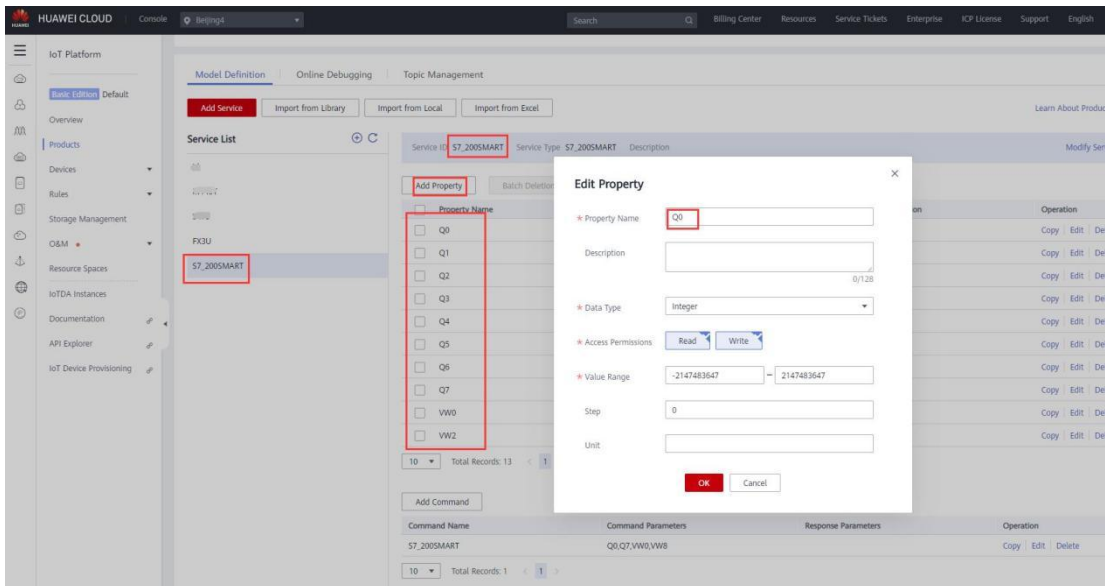 HUAWEI
HUAWEI CLOUD
Console
Beijing4
Search
Billing Center
Resources
Service Tickets
Enterprise
ICP License
Support
English
IoT Platform
Basic Edition Default
Overview
Products
Devices
Rules
Storage Management
O&M
Resource Spaces
IoTDA Instances
Documentation
API Explorer
IoT Device Provisioning
Model Definition
Online Debugging
Topic Management
Add Service
Import from Library
Import from Local
Import from Excel
Learn About Produc
Service List
FX3U
S7_200SMART
Service ID S7_200SMART Service Type S7_200SMART Description
Modify Ser
Add Property
Batch Deletion
Property Name
on
Operation
Q0 Copy Edit De
Q1 Copy Edit De
Q2 Copy Edit De
Q3 Copy Edit De
Q4 Copy Edit De
Q5 Copy Edit De
Q6 Copy Edit De
Q7 Copy Edit De
VW0 Copy Edit De
VW2 Copy Edit De
10 Total Records: 13 < 1
Edit Property
×
* Property Name Q0
Description
0/128
* Data Type Integer
* Access Permissions Read Write
* Value Range -2147483647 – 2147483647
Step 0
Unit
OK Cancel
Add Command
Command Name Command Parameters Response Parameters Operation
S7_200SMART Q0,Q7,VW0,VW8 Copy Edit Delete
10 Total Records: 1 < 1 >